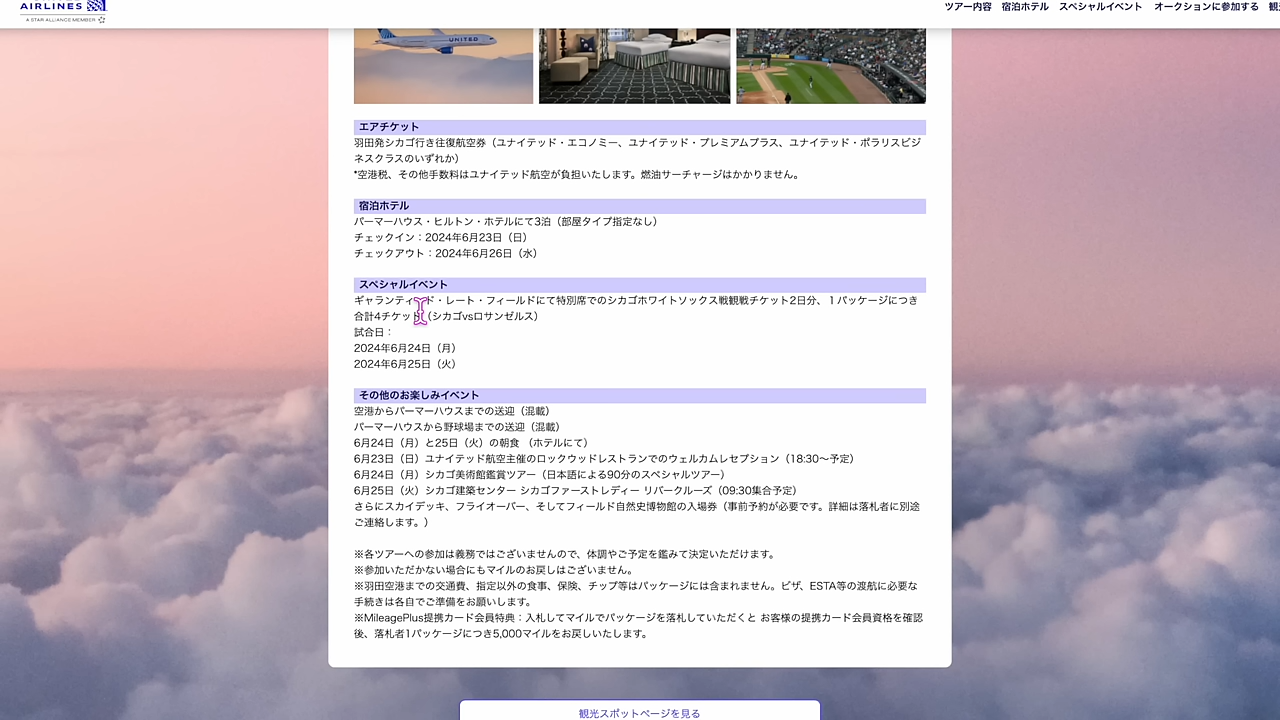 AIRLINES
A STAR ALLIANCE MEMBER
ツアー内容 宿泊ホテル スペシャルイベント オークションに参加する 観
UNITED
エアチケット
羽田発シカゴ行き往復航空券（ユナイテッド・エコノミー、ユナイテッド・プレミアムプラス、ユナイテッド・ポラリスビジ
ネスクラスのいずれか）
*空港税、その他手数料はユナイテッド航空が負担いたします。燃油サーチャージはかかりません。
宿泊ホテル
パーマーハウス・ヒルトン・ホテルにて3泊（部屋タイプ指定なし）
チェックイン：2024年6月23日（日）
チェックアウト：2024年6月26日（水）
スペシャルイベント
ギャランティード・レート・フィールドにて特別席でのシカゴホワイトソックス戦観戦チケット2日分、１パッケージにつき
合計4チケット（シカゴvsロサンゼルス）
試合日：
2024年6月24日（月）
2024年6月25日（火）
その他のお楽しみイベント
空港からパーマーハウスまでの送迎（混載）
パーマーハウスから野球場までの送迎（混載）
6月24日（月）と25日（火）の朝食 （ホテルにて）
6月23日（日）ユナイテッド航空主催のロックウッドレストランでのウェルカムレセプション（18:30〜予定）
6月24日（月）シカゴ美術館鑑賞ツアー（日本語による90分のスペシャルツアー）
6月25日（火）シカゴ建築センター シカゴファーストレディー リバークルーズ（09:30集合予定）
さらにスカイデッキ、フライオーバー、そしてフィールド自然史博物館の入場券（事前予約が必要です。詳細は落札者に別途
ご連絡します。）
※各ツアーへの参加は義務ではございませんので、体調やご予定を鑑みて決定いただけます。
※参加いただかない場合にもマイルのお戻しはございません。
※羽田空港までの交通費、指定以外の食事、保険、チップ等はパッケージには含まれません。ビザ、ESTA等の渡航に必要な
手続きは各自でご準備をお願いします。
※MileagePlus提携カード会員特典：入札してマイルでパッケージを落札していただくと お客様の提携カード会員資格を確認
後、落札者1パッケージにつき5,000マイルをお戻しいたします。
観光スポットページを見る